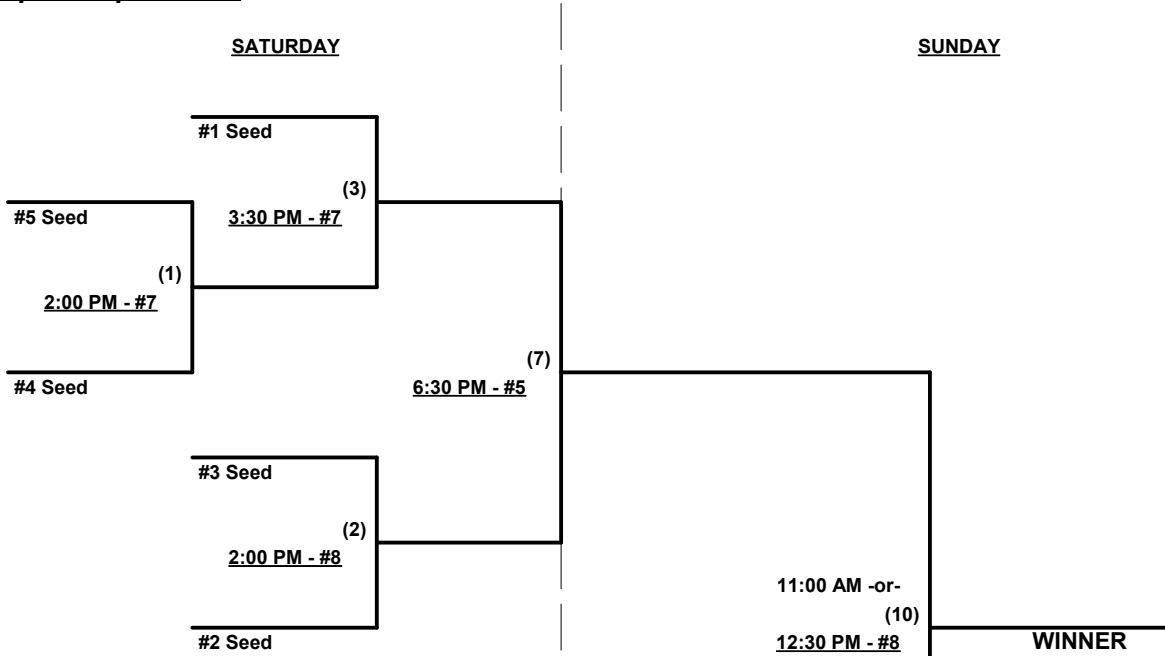 SATURDAY
SUNDAY
#1 Seed
(3)
#5 Seed
3:30 PM - #7
(1)
2:00 PM - #7
(7)
#4 Seed
6:30 PM - #5
#3 Seed
(2)
2:00 PM - #8
11:00 AM -or-
(10)
#2 Seed
12:30 PM - #8
WINNER